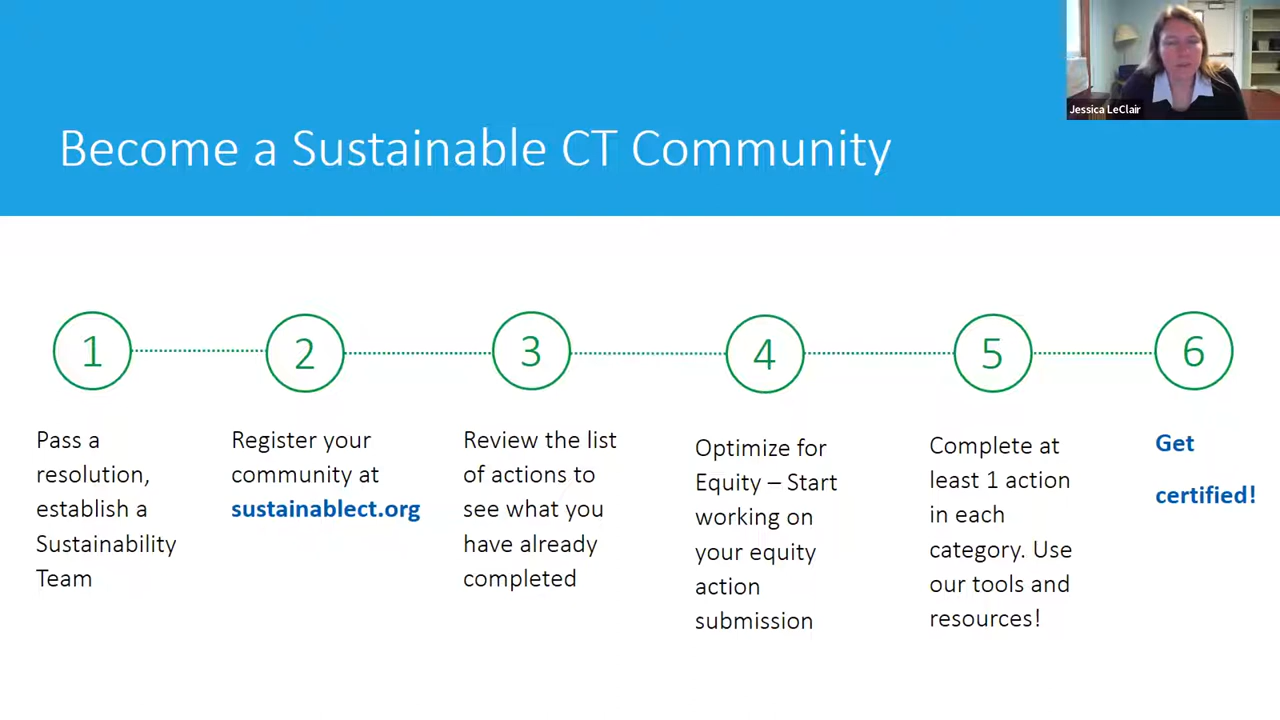 Jessica LeClair
Become a Sustainable CT Community
1
2
3
4
5
6
Pass a
resolution,
establish a
Sustainability
Team
Register your
community at
sustainablect.org
Review the list
of actions to
see what you
have already
completed
Optimize for
Equity – Start
working on
your equity
action
submission
Complete at
least 1 action
in each
category. Use
our tools and
resources!
Get
certified!